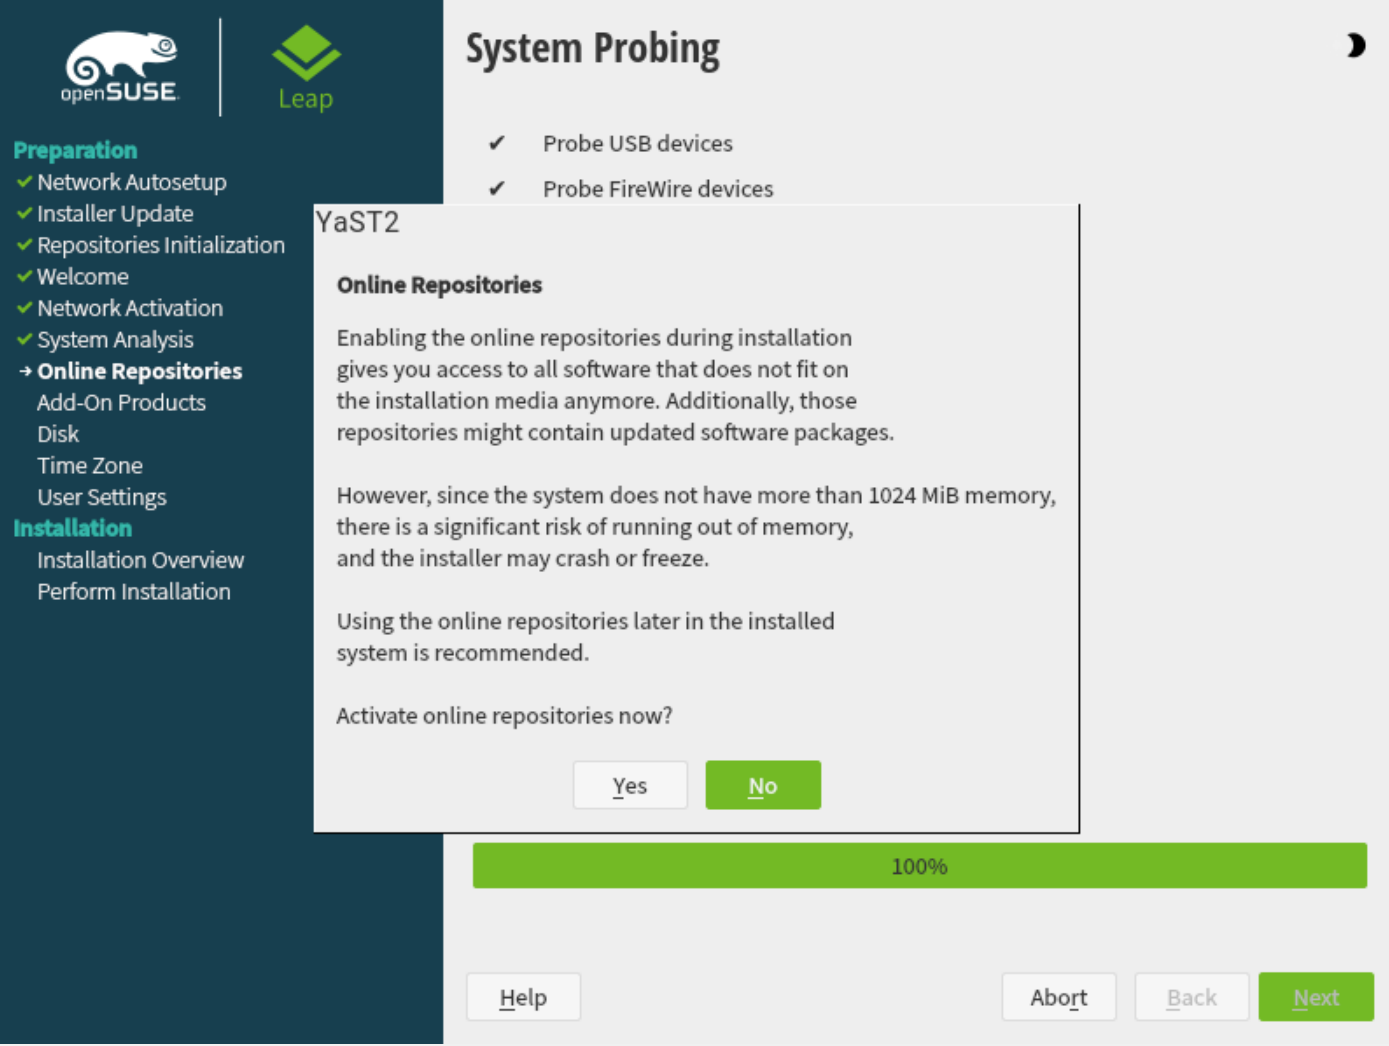 openSUSE
Leap
Preparation
Network Autosetup
Installer Update
Repositories Initialization
Welcome
Network Activation
System Analysis
Online Repositories
Add-On Products
Disk
Time Zone
User Settings
Installation
Installation Overview
Perform Installation
System Probing
Probe USB devices
Probe FireWire devices
YaST2
Online Repositories
Enabling the online repositories during installation
gives you access to all software that does not fit on
the installation media anymore. Additionally, those
repositories might contain updated software packages.
However, since the system does not have more than 1024 MiB memory,
there is a significant risk of running out of memory,
and the installer may crash or freeze.
Using the online repositories later in the installed
system is recommended.
Activate online repositories now?
Yes No
100%
Help Abort Back Next